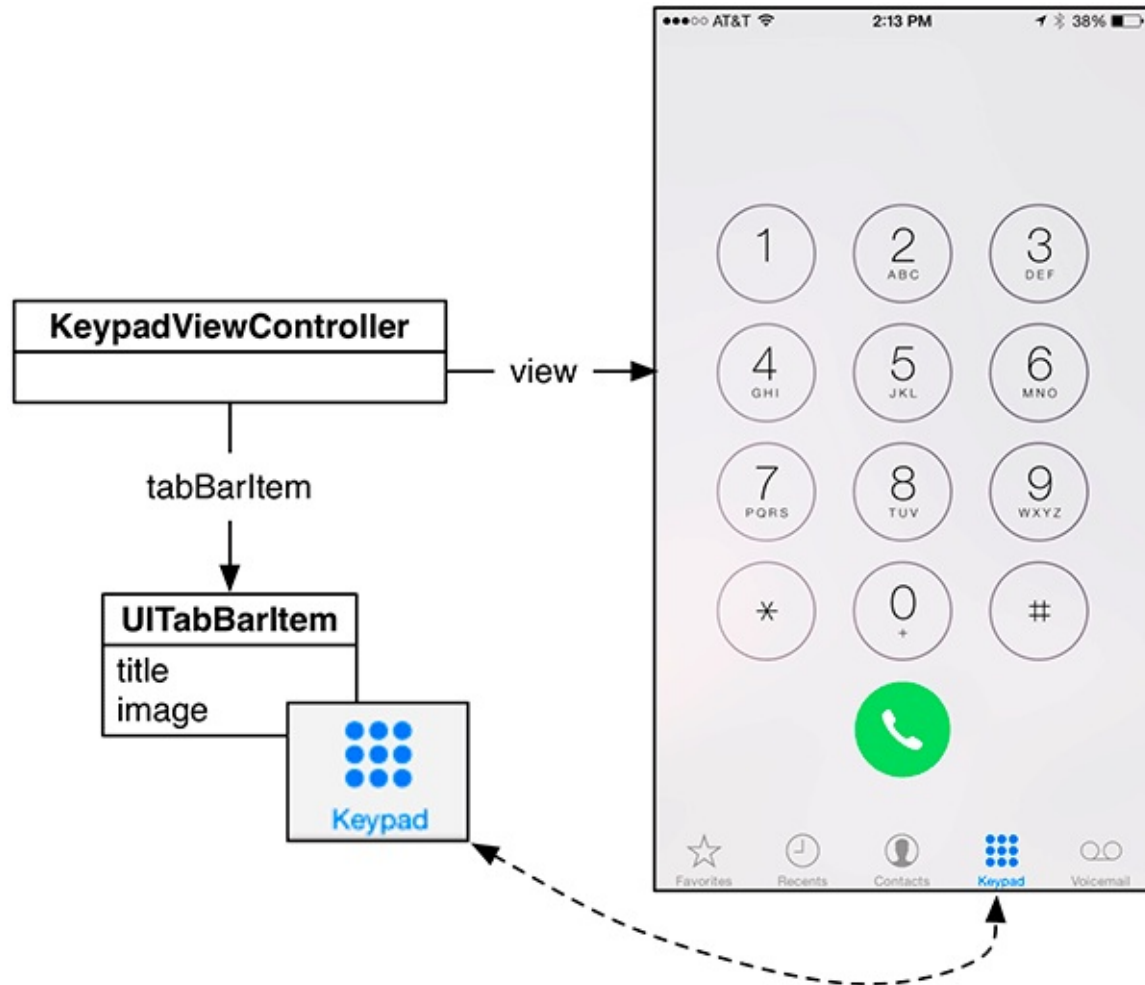 AT&T 2:13 PM 38%
1 2 3
ABC DEF
KeypadViewController
view
4 5 6
GHI JKL MNO
tabBarItem
7 8 9
PQRS TUV WXYZ
UITabBarItem
title
image
* 0 #
+
Keypad
Favorites Recents Contacts Keypad Voicemail